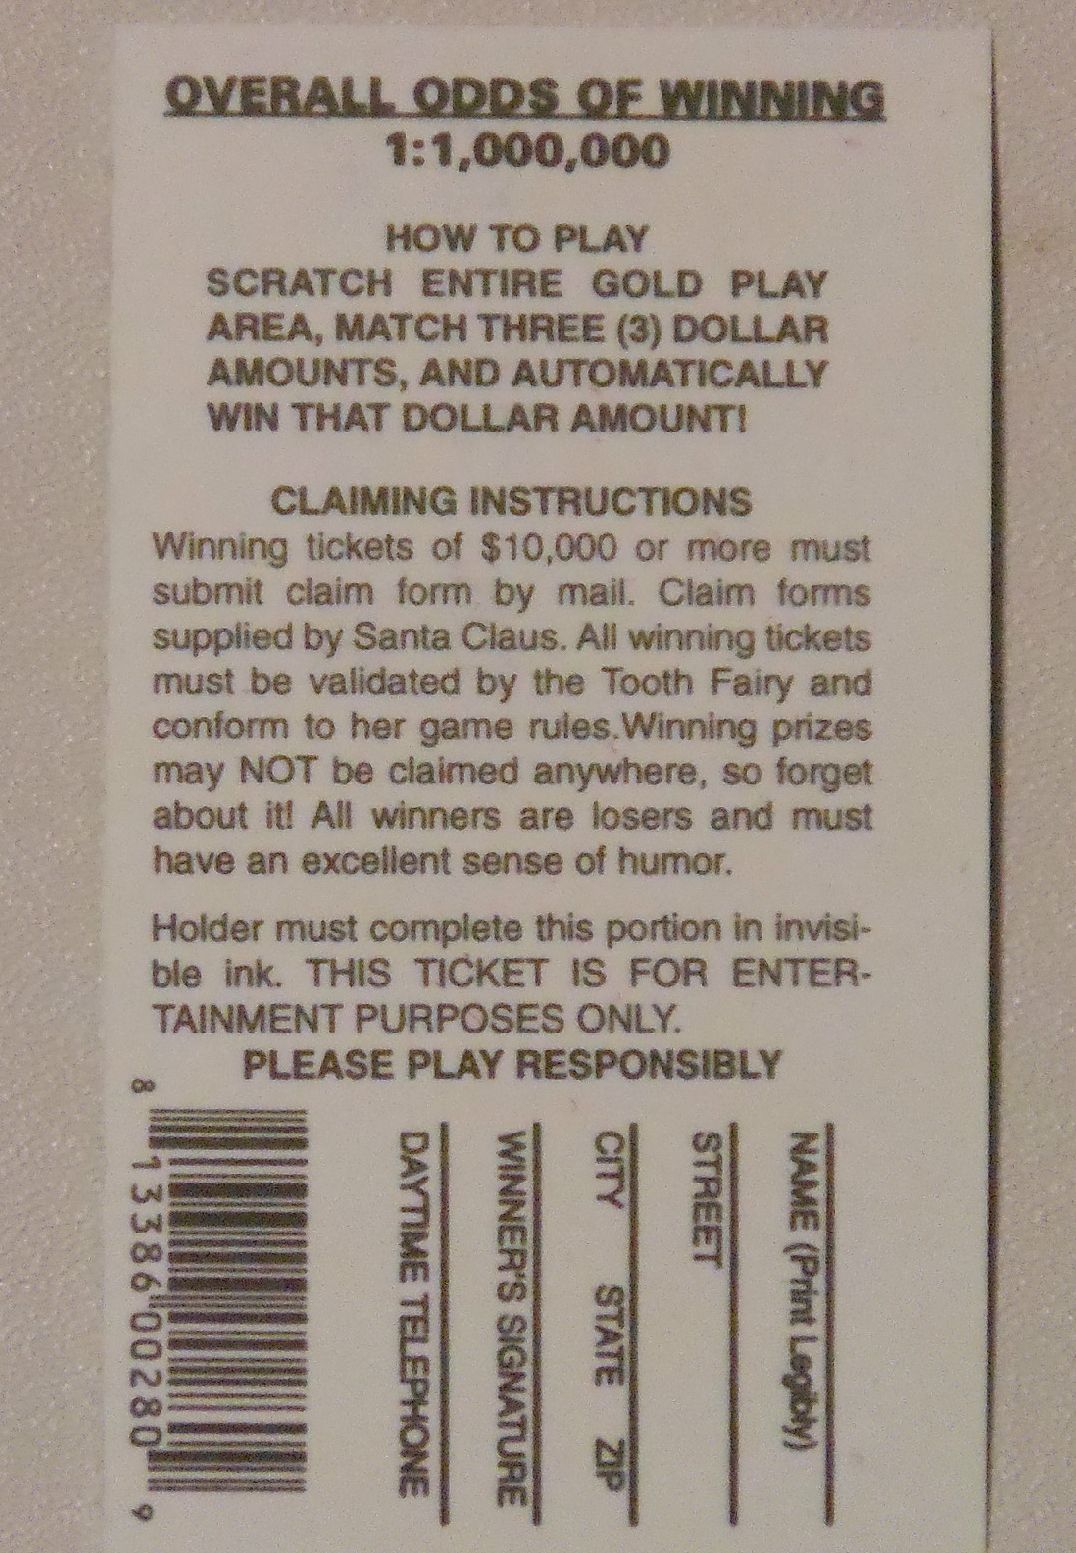 OVERALL ODDS OF WINNING
1:1,000,000
HOW TO PLAY
SCRATCH ENTIRE GOLD PLAY
AREA, MATCH THREE (3) DOLLAR
AMOUNTS, AND AUTOMATICALLY
WIN THAT DOLLAR AMOUNT!
CLAIMING INSTRUCTIONS
Winning tickets of $10,000 or more must
submit claim form by mail. Claim forms
supplied by Santa Claus. All winning tickets
must be validated by the Tooth Fairy and
conform to her game rules.Winning prizes
may NOT be claimed anywhere, so forget
about it! All winners are losers and must
have an excellent sense of humor.
Holder must complete this portion in invisi-
ble ink. THIS TICKET IS FOR ENTER-
TAINMENT PURPOSES ONLY.
PLEASE PLAY RESPONSIBLY
NAME (Print Legibly)
STREET
CITY STATE ZIP
WINNER'S SIGNATURE
DAYTIME TELEPHONE
8 13386 00280 9